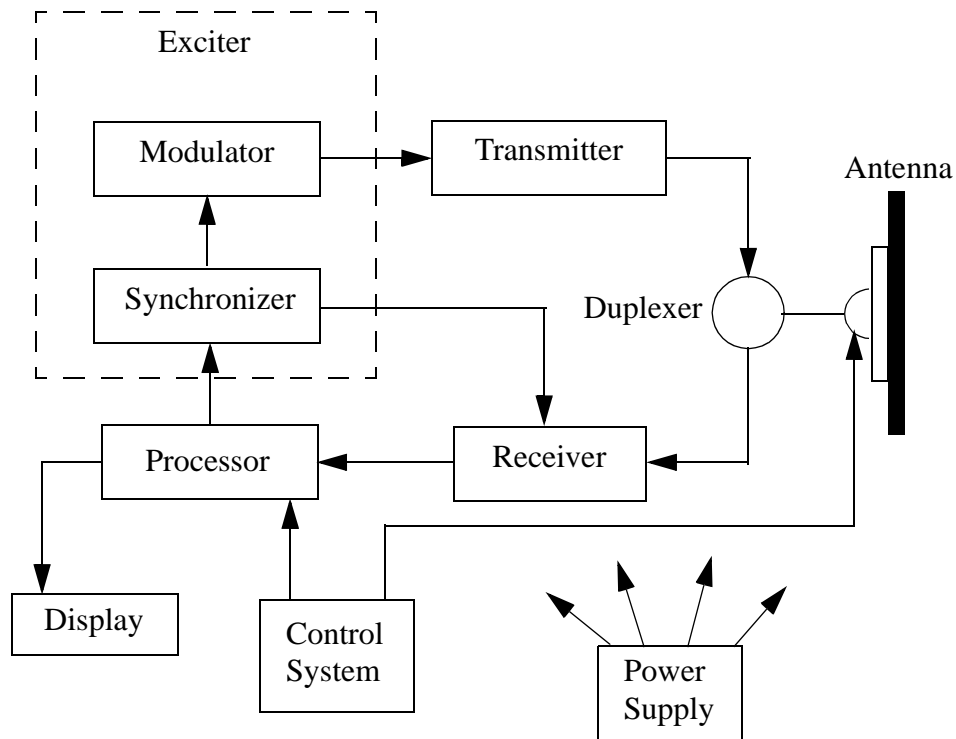 Exciter
Modulator
Transmitter
Antenna
Synchronizer
Duplexer
Processor
Receiver
Display
Control
System
Power
Supply